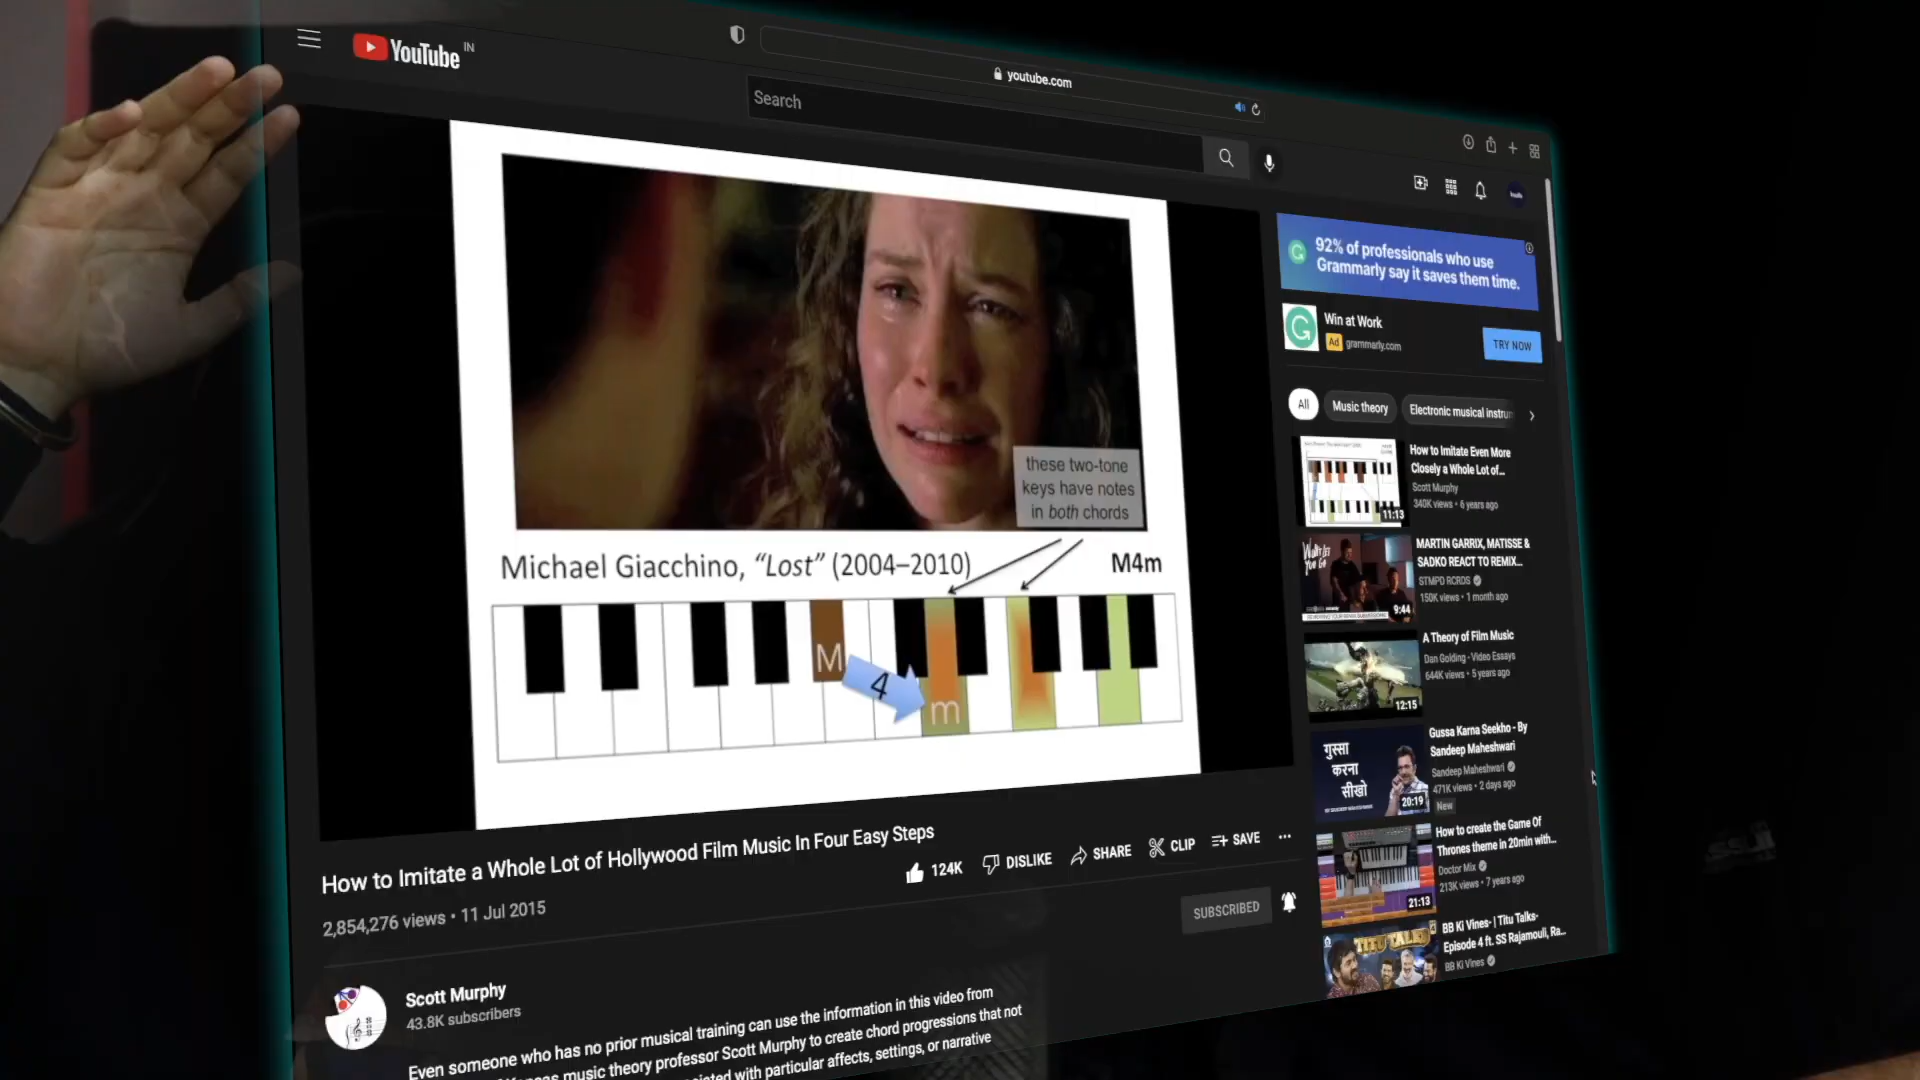 YouTube IN
youtube.com
Search
these two-tone
keys have notes
in both chords
Michael Giacchino, "Lost" (2004–2010)
M4m
M
4
m
How to Imitate a Whole Lot of Hollywood Film Music In Four Easy Steps
2,854,276 views • 11 Jul 2015
124K
DISLIKE
SHARE
CLIP
SAVE
SUBSCRIBED
Scott Murphy
43.8K subscribers
Even someone who has no prior musical training can use the information in this video from
music theory professor Scott Murphy to create chord progressions that not
with particular affects, settings, or narrative
92% of professionals who use
Grammarly say it saves them time.
Win at Work
Ad grammarly.com
TRY NOW
All
Music theory
Electronic musical instrum
How to Imitate Even More
Closely a Whole Lot of...
Scott Murphy
340K views • 6 years ago
11:13
MARTIN GARRIX, MATISSE &
SADKO REACT TO REMIX...
STMPD RCRDS
150K views • 1 month ago
9:44
A Theory of Film Music
Dan Golding - Video Essays
644K views • 5 years ago
12:15
गुस्सा
करना
सीखो
20:19
Gussa Karna Seekho - By
Sandeep Maheshwari
Sandeep Maheshwari
471K views • 2 days ago
New
How to create the Game Of
Thrones theme in 20min with...
Doctor Mix
213K views • 7 years ago
21:13
TITU TALKS
BB Ki Vines- | Titu Talks-
Episode 4 ft. SS Rajamouli, Ra...
BB Ki Vines